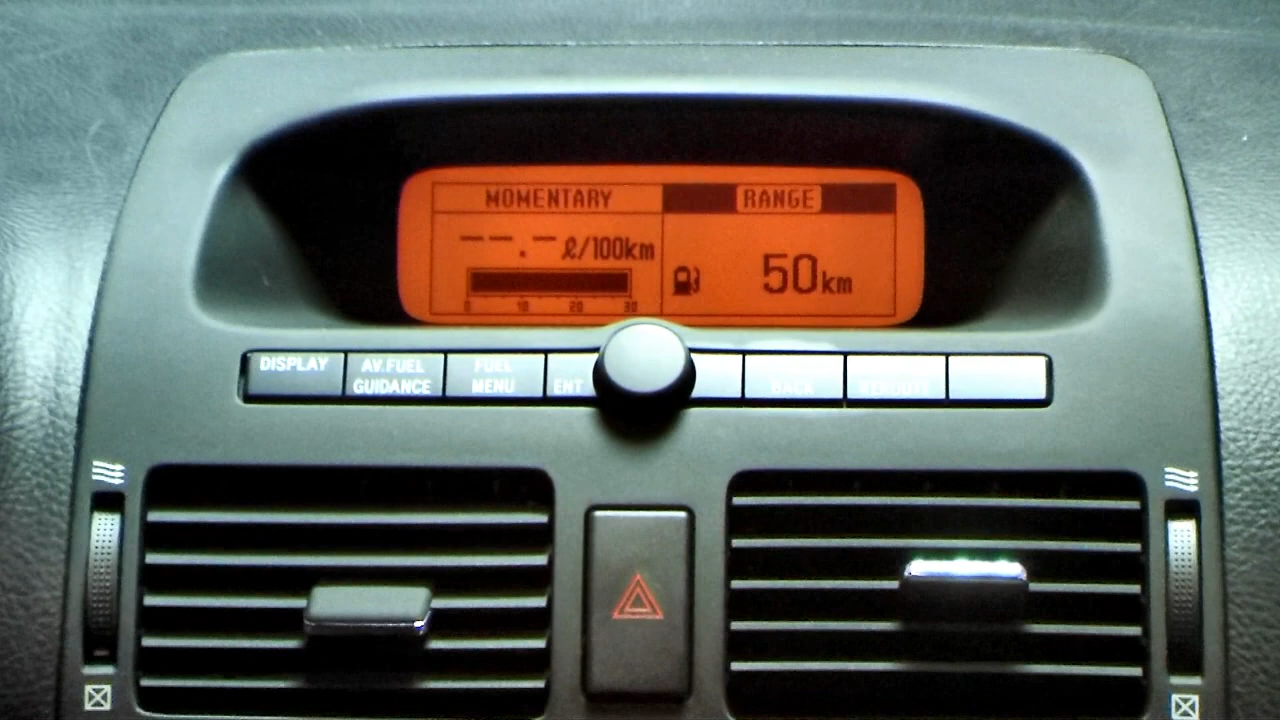 MOMENTARY
RANGE
--.- ℓ/100km
50km
0 10 20 30
DISPLAY
AV.FUEL
GUIDANCE
FUEL
MENU
ENT
BACK